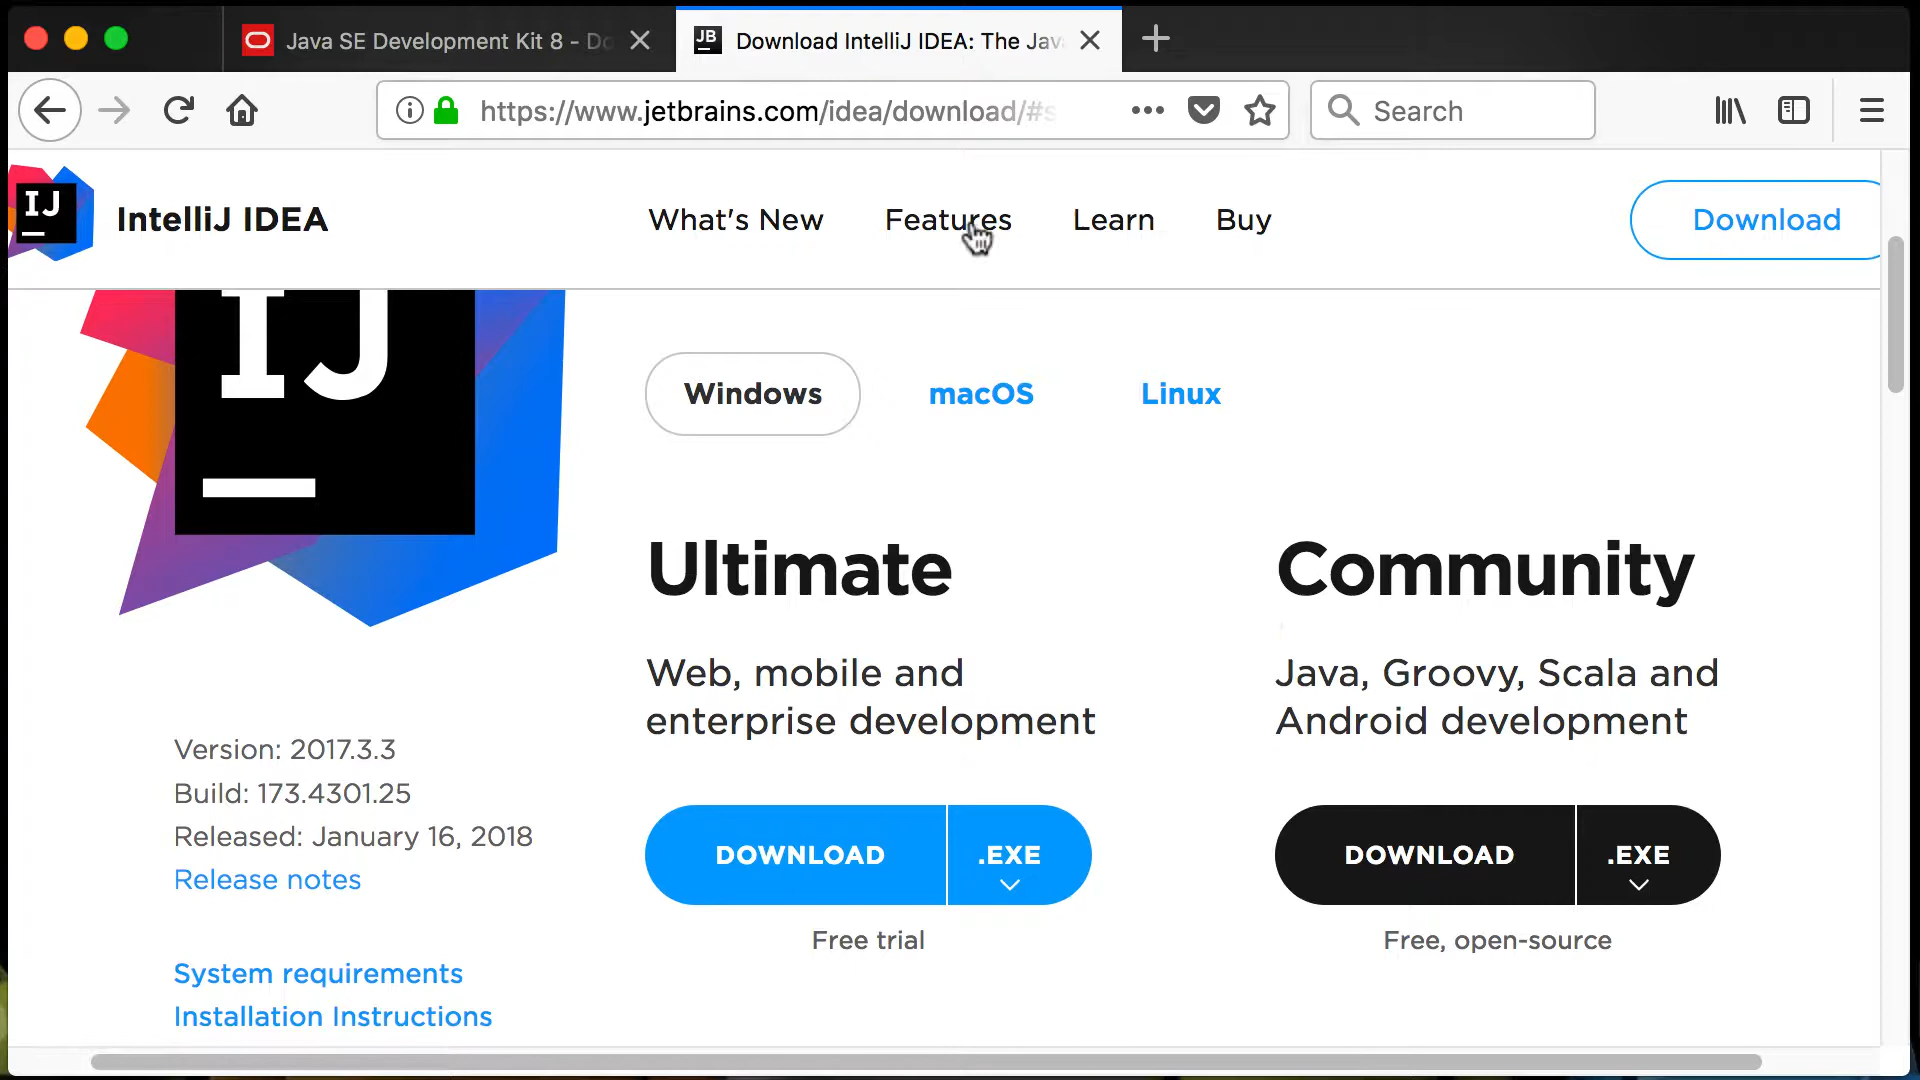 Java SE Development Kit 8 - Do
JB
Download IntelliJ IDEA: The Java
https://www.jetbrains.com/idea/download/#s
Search
IJ
IntelliJ IDEA
What's New
Features
Learn
Buy
Download
IJ
Windows
macOS
Linux
Ultimate
Community
Web, mobile and
enterprise development
Java, Groovy, Scala and
Android development
Version: 2017.3.3
Build: 173.4301.25
Released: January 16, 2018
Release notes
DOWNLOAD
.EXE
DOWNLOAD
.EXE
Free trial
Free, open-source
System requirements
Installation Instructions